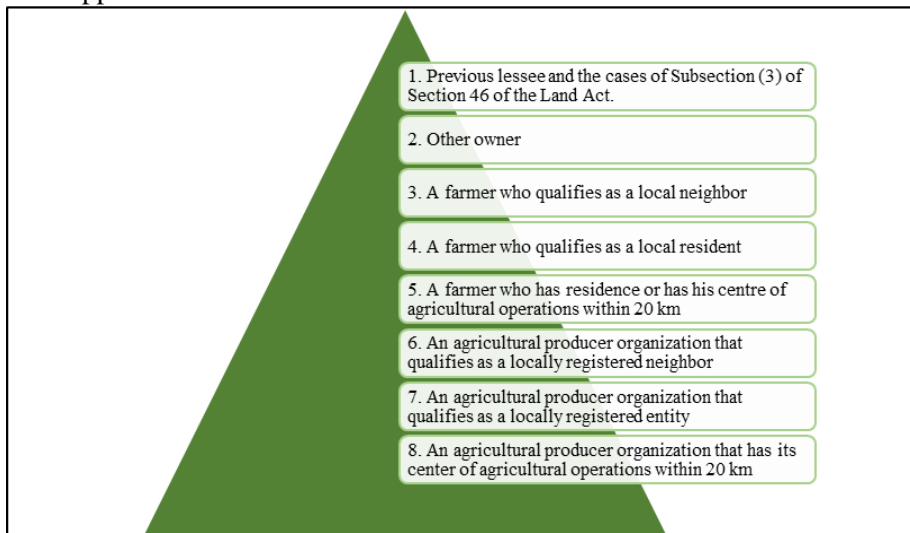 1. Previous lessee and the cases of Subsection (3) of
Section 46 of the Land Act.
2. Other owner
3. A farmer who qualifies as a local neighbor
4. A farmer who qualifies as a local resident
5. A farmer who has residence or has his centre of
agricultural operations within 20 km
6. An agricultural producer organization that
qualifies as a locally registered neighbor
7. An agricultural producer organization that
qualifies as a locally registered entity
8. An agricultural producer organization that has its
center of agricultural operations within 20 km